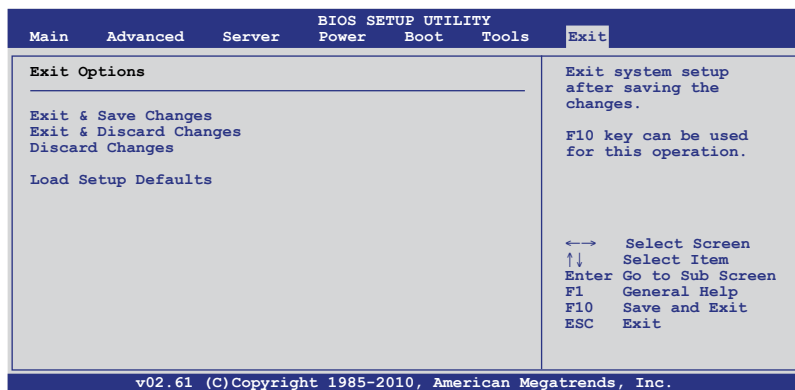 BIOS SETUP UTILITY
Main Advanced Server Power Boot Tools Exit
Exit Options
Exit & Save Changes
Exit & Discard Changes
Discard Changes
Load Setup Defaults
Exit system setup
after saving the
changes.
F10 key can be used
for this operation.
←→ Select Screen
↑↓ Select Item
Enter Go to Sub Screen
F1 General Help
F10 Save and Exit
ESC Exit
v02.61 (C)Copyright 1985-2010, American Megatrends, Inc.